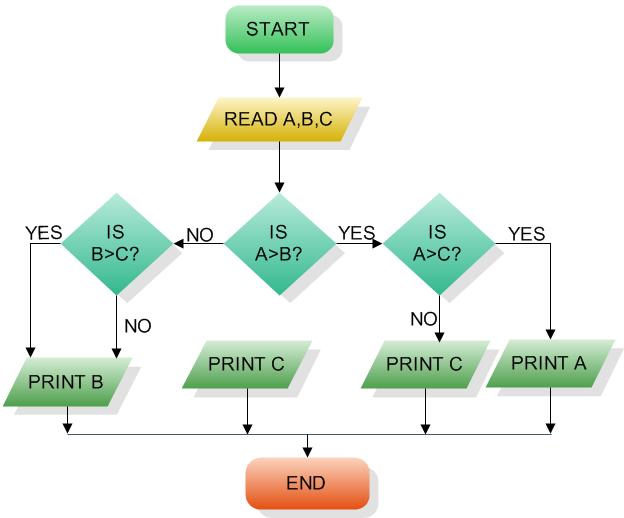 START
READ A,B,C
YES
IS
B>C?
NO
IS
A>B?
YES
IS
A>C?
YES
NO
NO
PRINT B
PRINT C
PRINT C
PRINT A
END